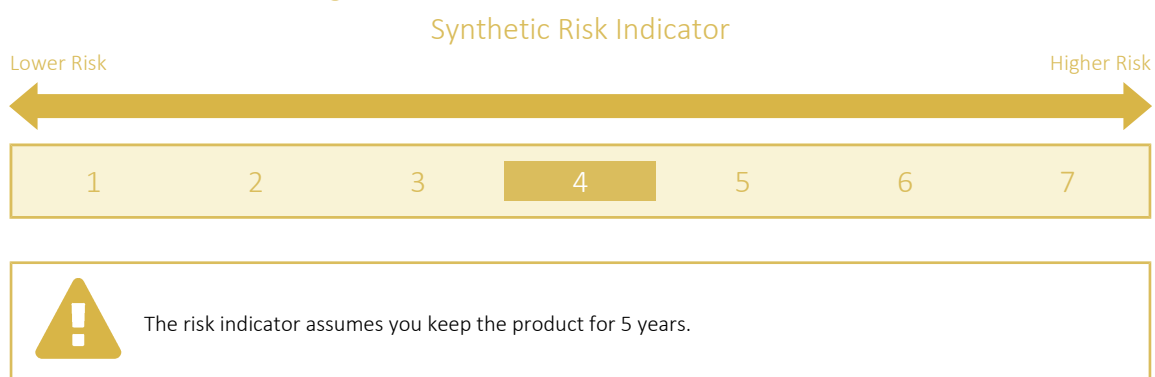 Synthetic Risk Indicator
Lower Risk Higher Risk
1 2 3 4 5 6 7
The risk indicator assumes you keep the product for 5 years.